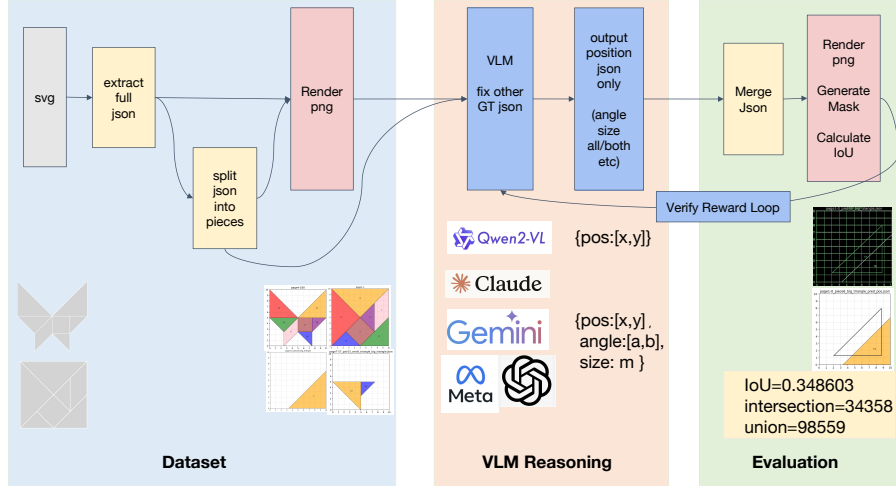 svg
extract
full
json
split
json
into
pieces
Render
png
Dataset
VLM
fix other
GT json
output
position
json
only
(angle
size
all/both
etc)
Verify Reward Loop
Qwen2-VL
{pos:[x,y]}
Claude
Gemini
{pos:[x,y],
angle:[a,b],
size: m }
Meta
VLM Reasoning
Merge
Json
Render
png
Generate
Mask
Calculate
IoU
IoU=0.348603
intersection=34358
union=98559
Evaluation